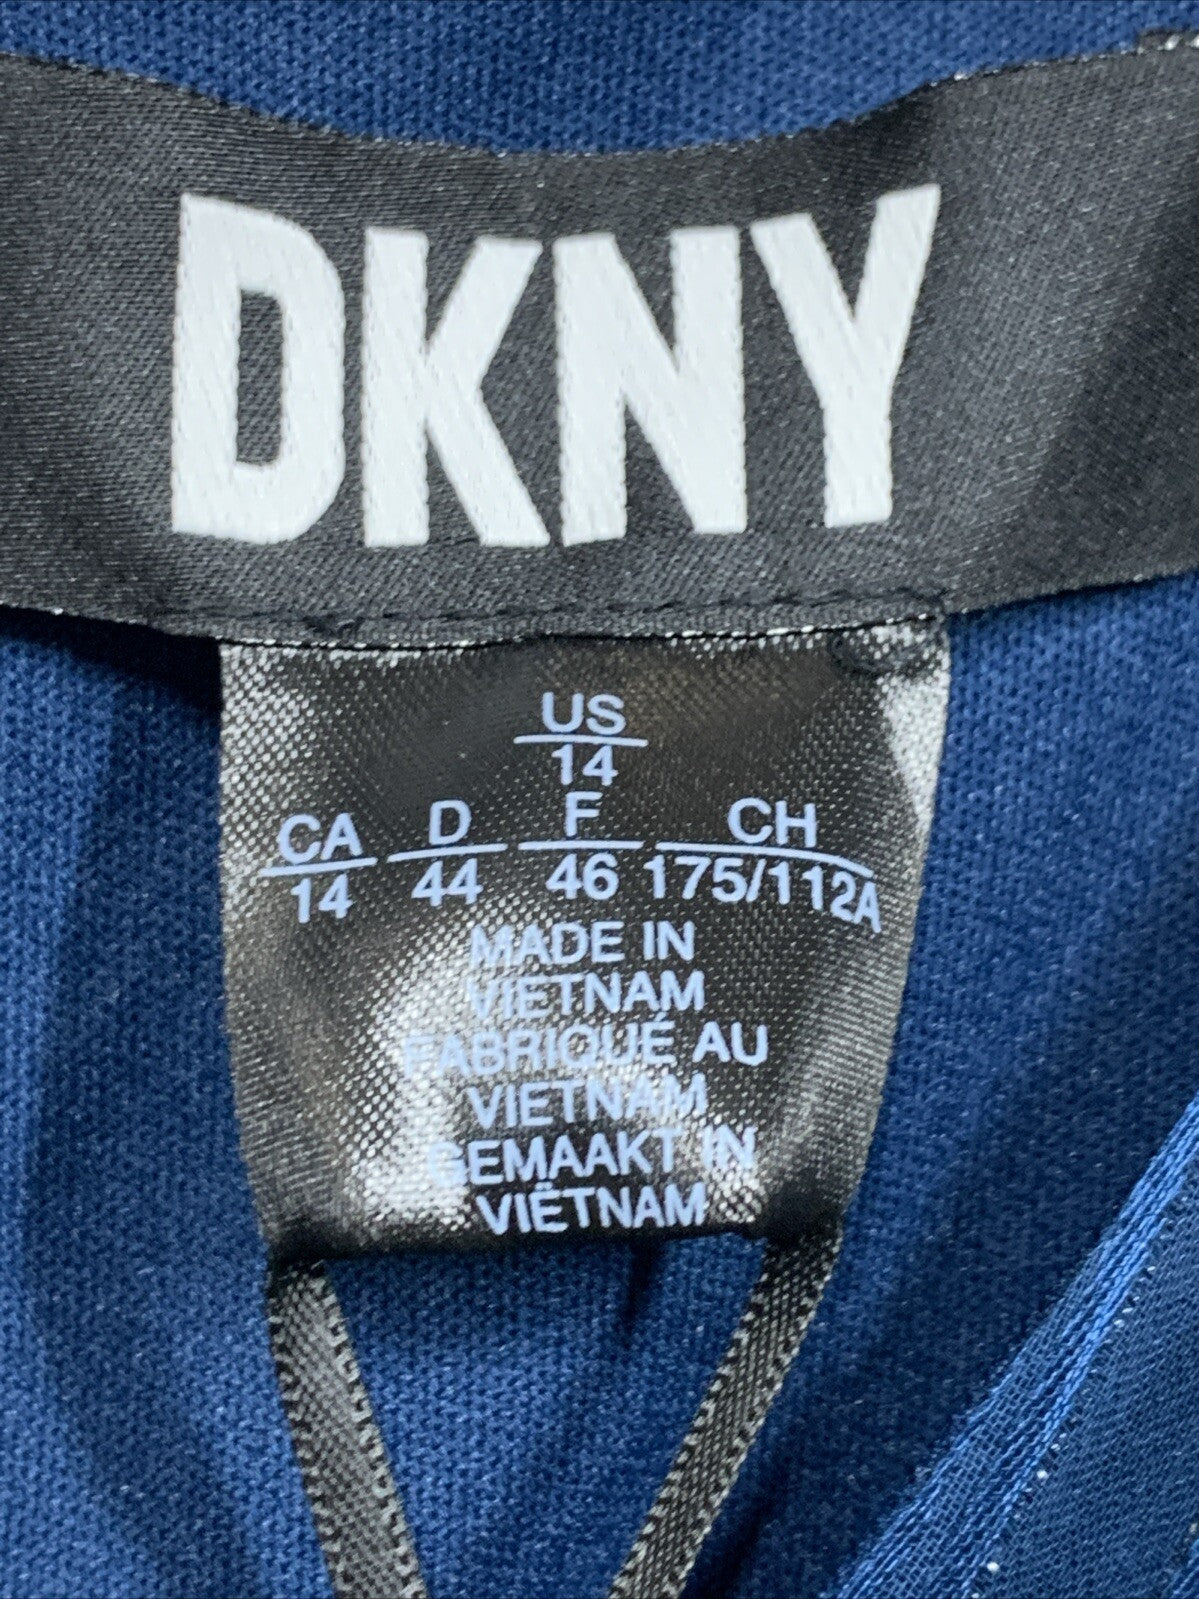 DKNY
US
14
CA D F CH
14 44 46 175/112A
MADE IN
VIETNAM
FABRIQUÉ AU
VIETNAM
GEMAAKT IN
VIËTNAM